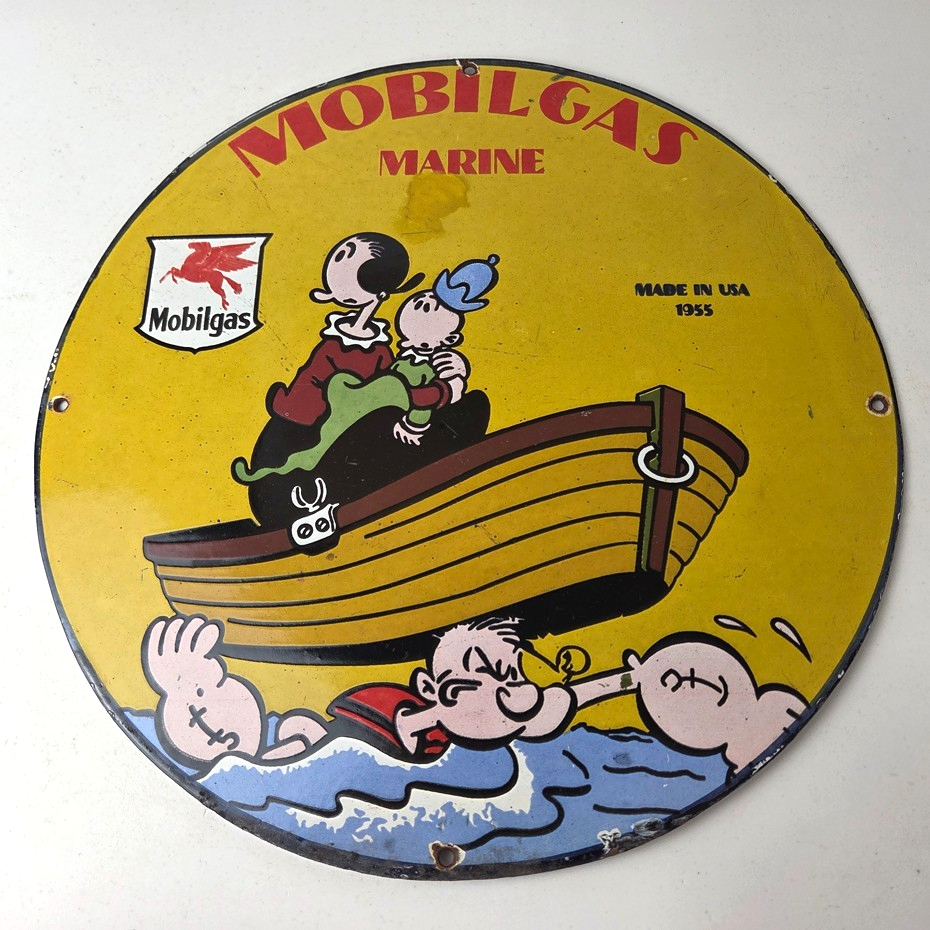 MOBILGAS
MARINE
Mobilgas
MADE IN USA
1955